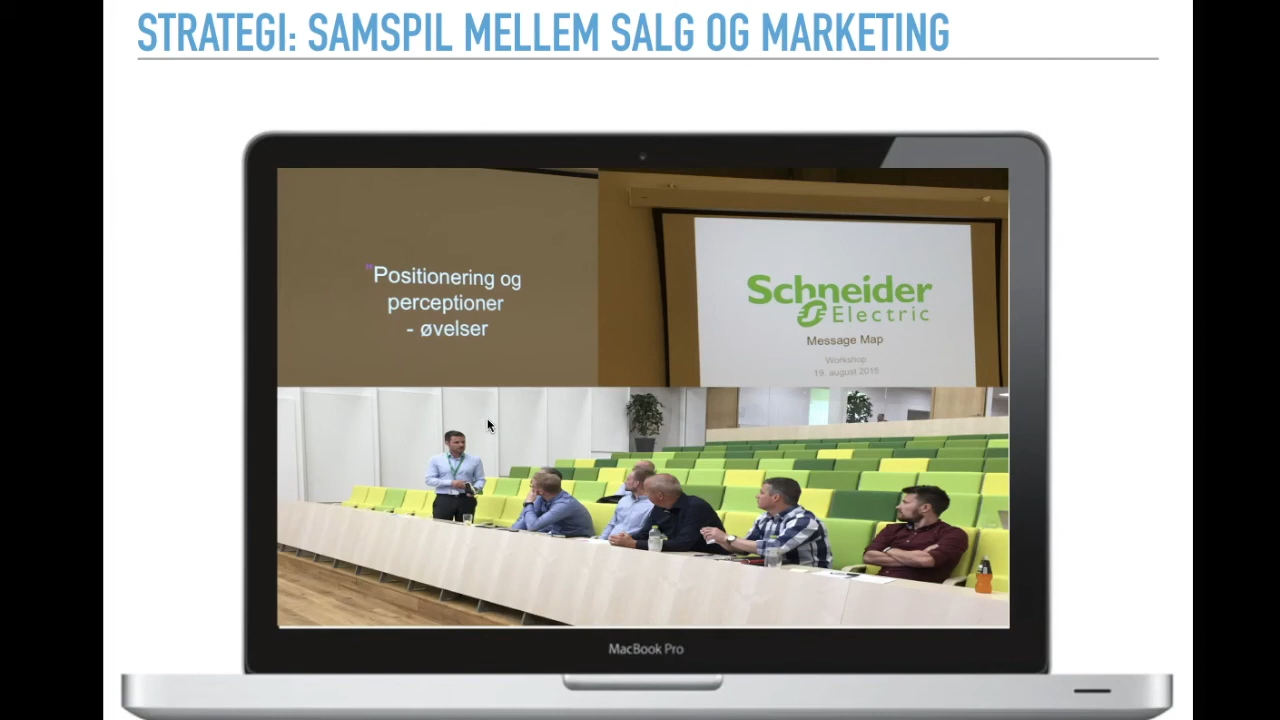 STRATEGI: SAMSPIL MELLEM SALG OG MARKETING
"Positionering og
perceptioner
- øvelser
Schneider
Electric
Message Map
Workshop
19. august 2015
MacBook Pro